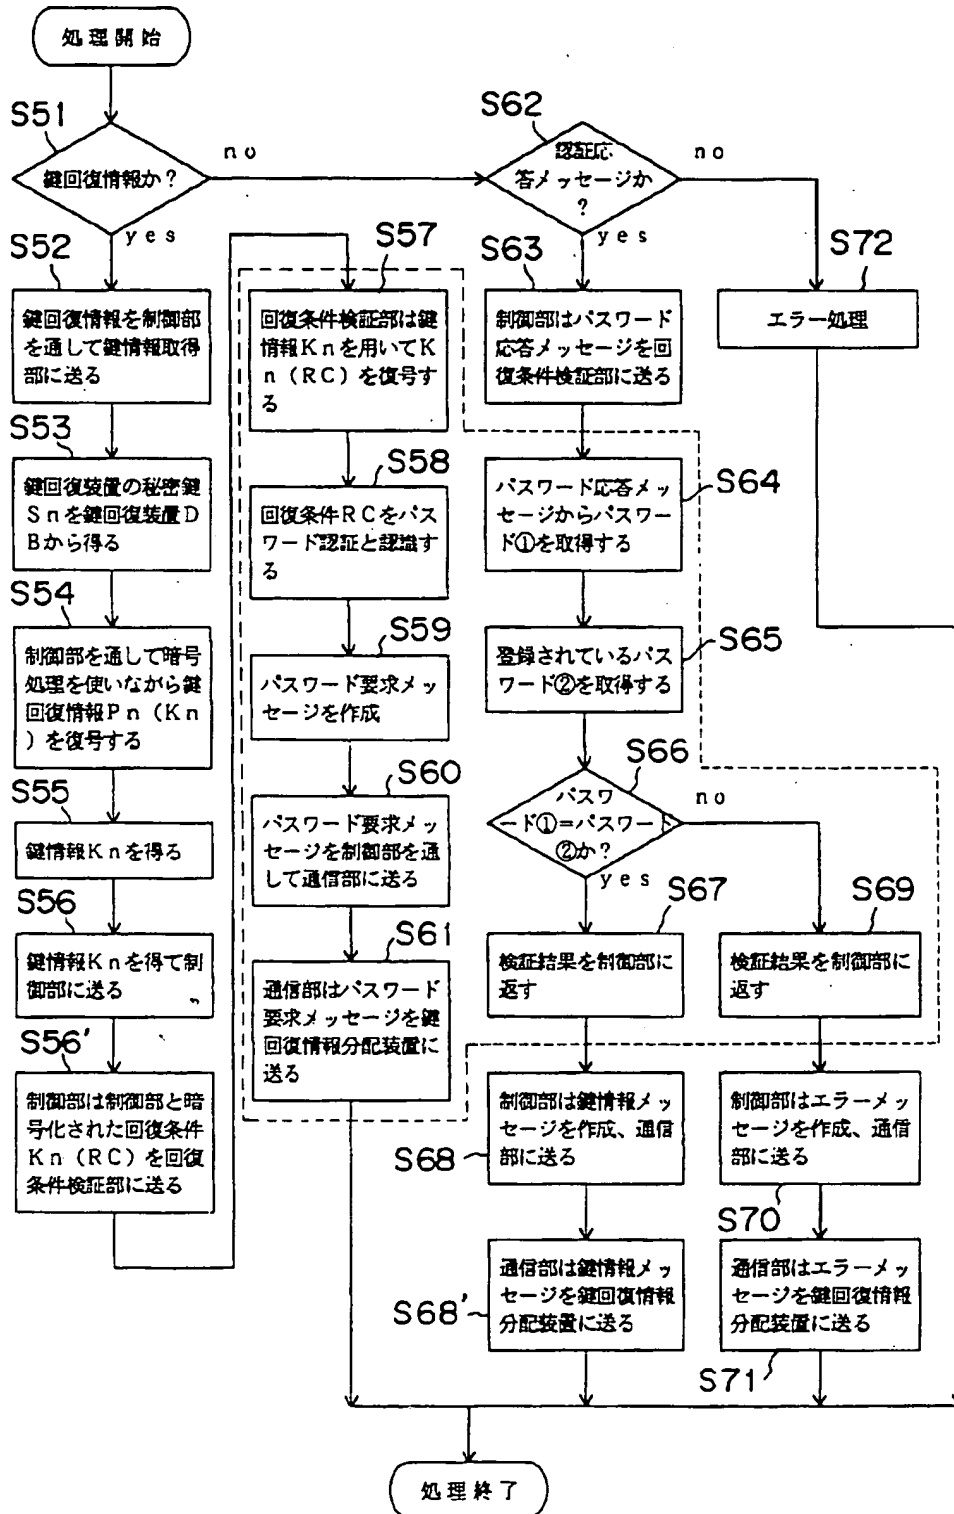 処理開始
S51
鍵回復情報か？
no
yes
S52
鍵回復情報を制御部
を通して鍵情報取得
部に送る
S53
鍵回復装置の秘密鍵
Snを鍵回復装置D
Bから得る
S54
制御部を通して暗号
処理を使いながら鍵
回復情報Pn（Kn
）を復号する
S55
鍵情報Knを得る
S56
鍵情報Knを得て制
御部に送る
S56'
制御部は制御部と暗
号化された回復条件
Kn（RC）を回復
条件検証部に送る
S57
回復条件検証部は鍵
情報Knを用いてK
n（RC）を復号す
る
S58
回復条件RCをパス
ワード認証と認識す
る
S59
パスワード要求メッ
セージを作成
S60
パスワード要求メッ
セージを制御部を通
して通信部に送る
S61
通信部はパスワード
要求メッセージを鍵
回復情報分配装置に
送る
S62
認証応
答メッセージか
？
no
yes
S63
制御部はパスワード
応答メッセージを回
復条件検証部に送る
S64
パスワード応答メッ
セージからパスワー
ド①を取得する
S65
登録されているパス
ワード②を取得する
S66
パスワ
ード①＝パスワード
②か？
no
yes
S67
検証結果を制御部に
返す
S68
制御部は鍵情報メッ
セージを作成、通信
部に送る
S68'
通信部は鍵情報メッ
セージを鍵回復情報
分配装置に送る
S69
検証結果を制御部に
返す
S70
制御部はエラーメッ
セージを作成、通信
部に送る
S71
通信部はエラーメッ
セージを鍵回復情報
分配装置に送る
S72
エラー処理
処理終了